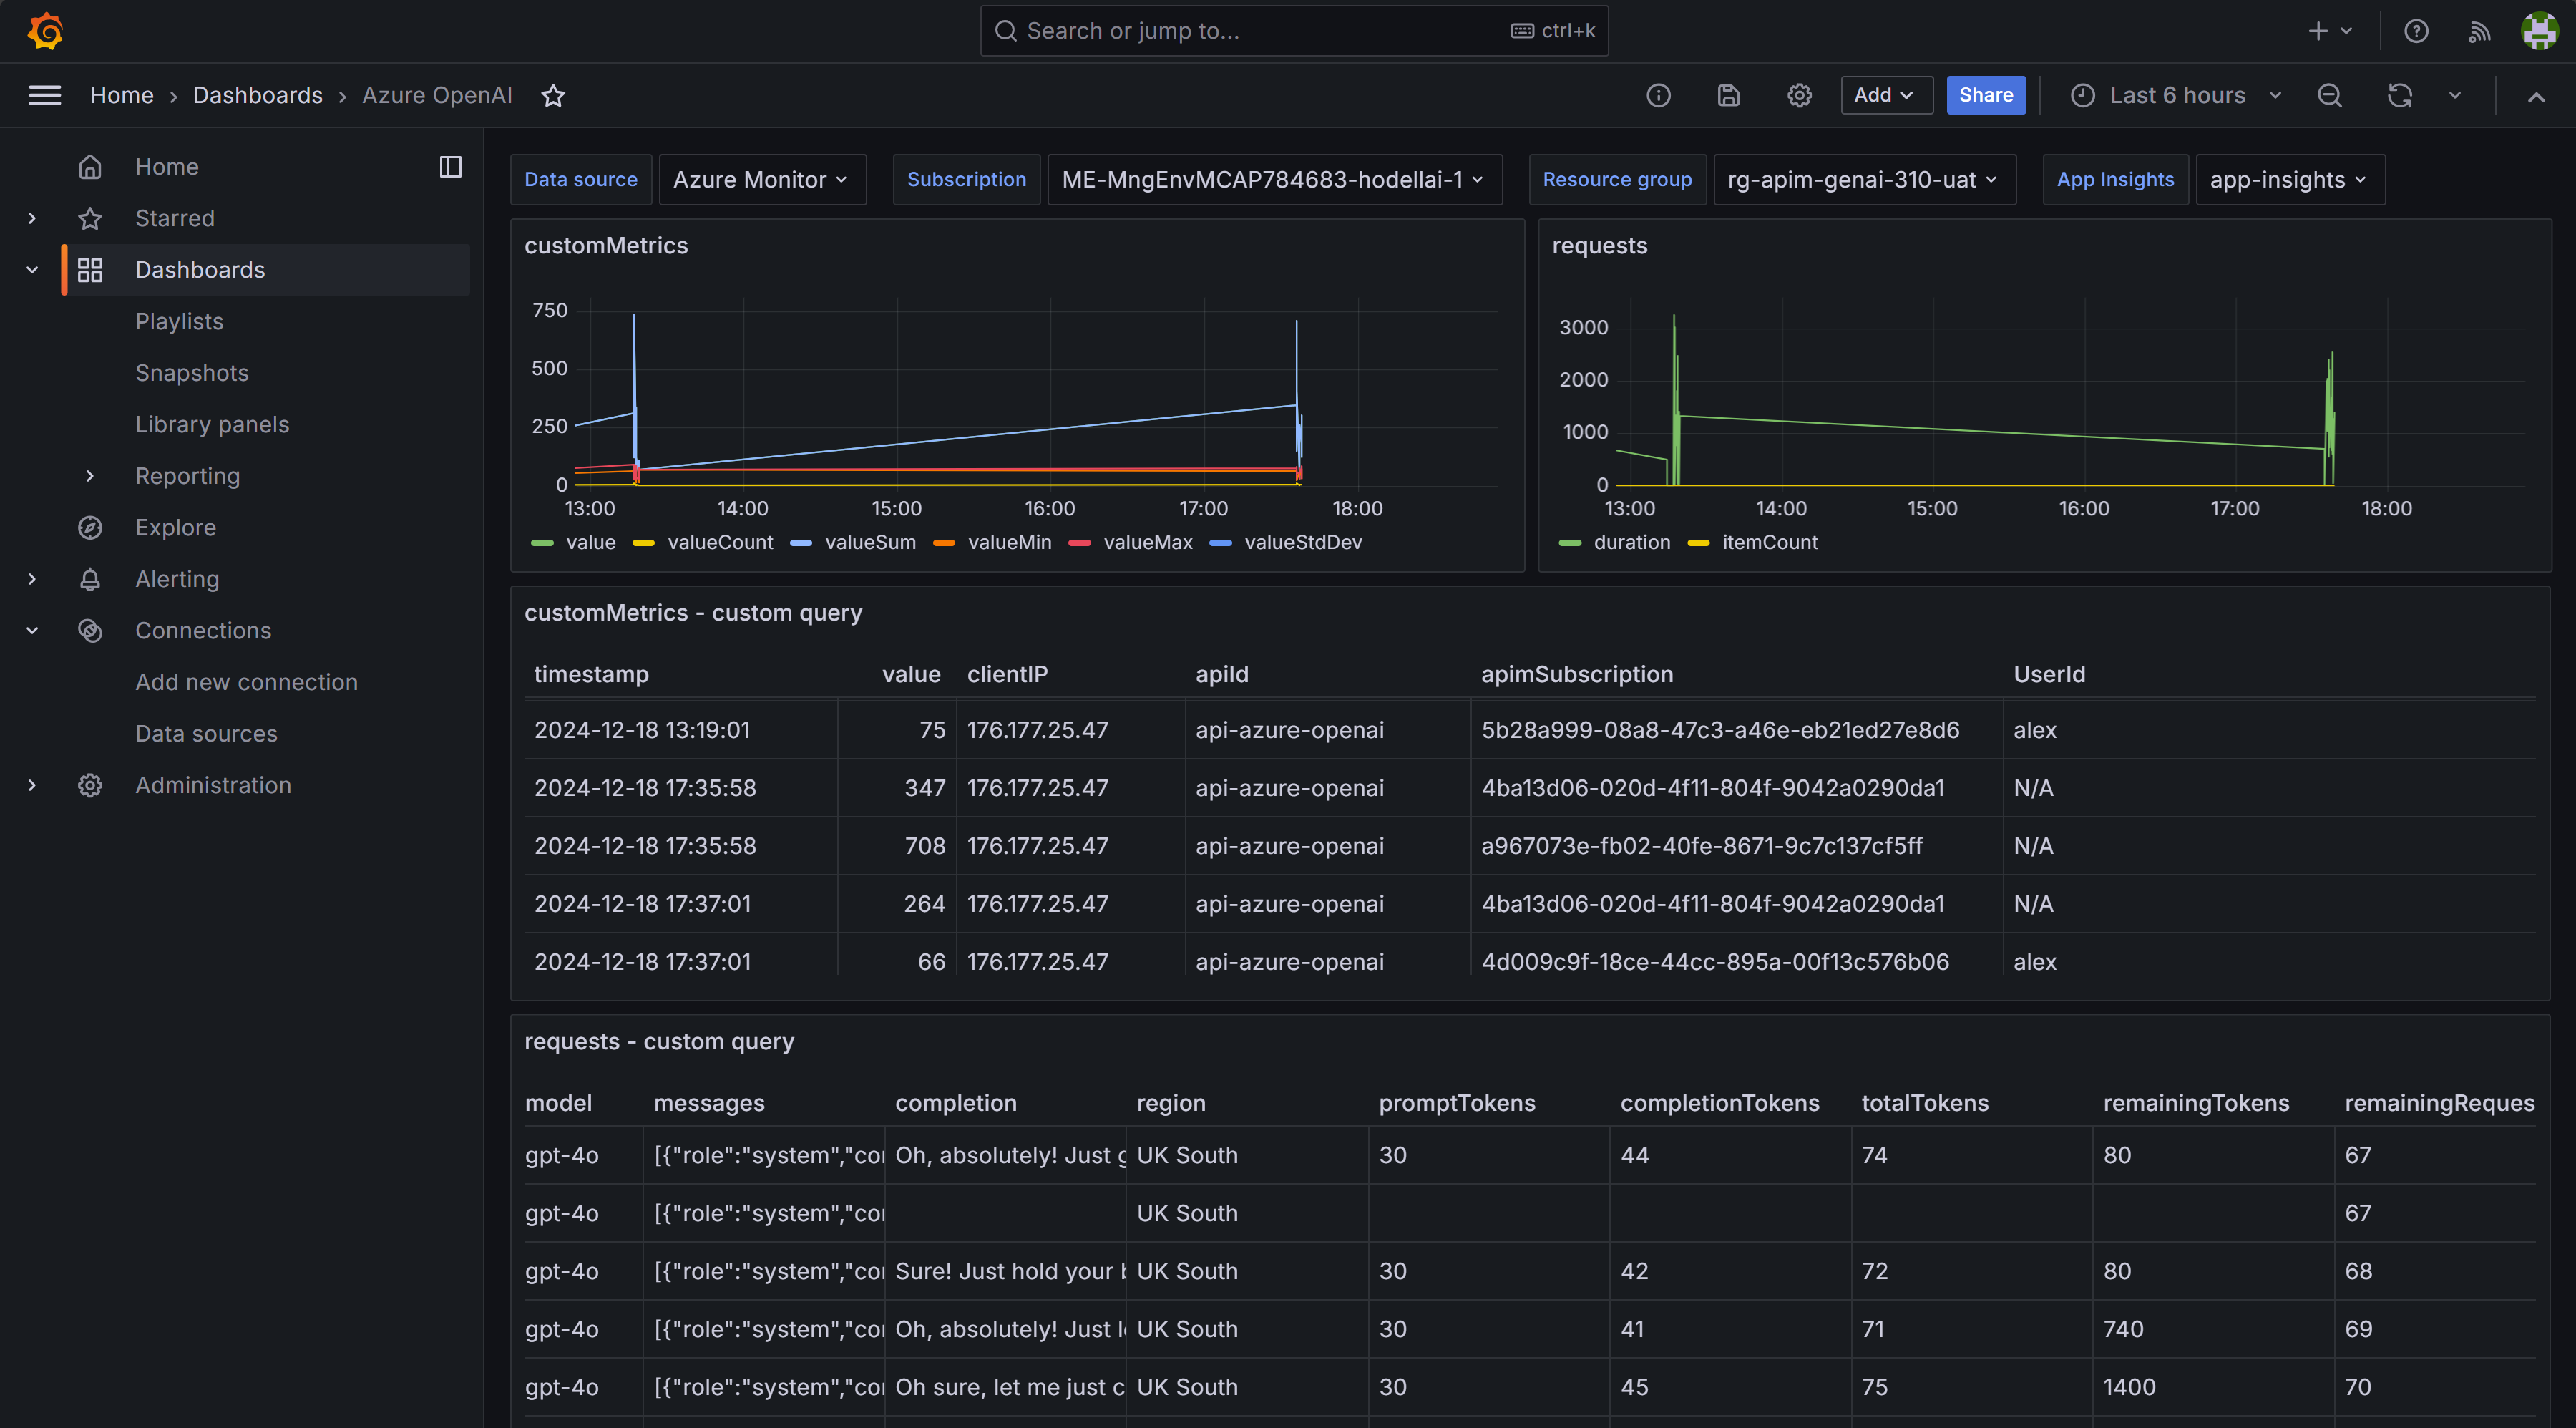 Search or jump to...
ctrl+k
Home
Dashboards
Azure OpenAI
Add
Share
Last 6 hours
Home
Starred
Dashboards
Playlists
Snapshots
Library panels
Reporting
Explore
Alerting
Connections
Add new connection
Data sources
Administration
Data source Azure Monitor Subscription ME-MngEnvMCAP784683-hodellai-1 Resource group rg-apim-genai-310-uat App Insights app-insights
customMetrics
750
500
250
0
13:00 14:00 15:00 16:00 17:00 18:00
value valueCount valueSum valueMin valueMax valueStdDev
requests
3000
2000
1000
0
13:00 14:00 15:00 16:00 17:00 18:00
duration itemCount
customMetrics - custom query
timestamp value clientIP apiId apimSubscription UserId
2024-12-18 13:19:01 75 176.177.25.47 api-azure-openai 5b28a999-08a8-47c3-a46e-eb21ed27e8d6 alex
2024-12-18 17:35:58 347 176.177.25.47 api-azure-openai 4ba13d06-020d-4f11-804f-9042a0290da1 N/A
2024-12-18 17:35:58 708 176.177.25.47 api-azure-openai a967073e-fb02-40fe-8671-9c7c137cf5ff N/A
2024-12-18 17:37:01 264 176.177.25.47 api-azure-openai 4ba13d06-020d-4f11-804f-9042a0290da1 N/A
2024-12-18 17:37:01 66 176.177.25.47 api-azure-openai 4d009c9f-18ce-44cc-895a-00f13c576b06 alex
requests - custom query
model messages completion region promptTokens completionTokens totalTokens remainingTokens remainingReques
gpt-4o [{"role":"system","co Oh, absolutely! Just g UK South 30 44 74 80 67
gpt-4o [{"role":"system","co UK South 67
gpt-4o [{"role":"system","co Sure! Just hold your UK South 30 42 72 80 68
gpt-4o [{"role":"system","co Oh, absolutely! Just l UK South 30 41 71 740 69
gpt-4o [{"role":"system","co Oh sure, let me just c UK South 30 45 75 1400 70